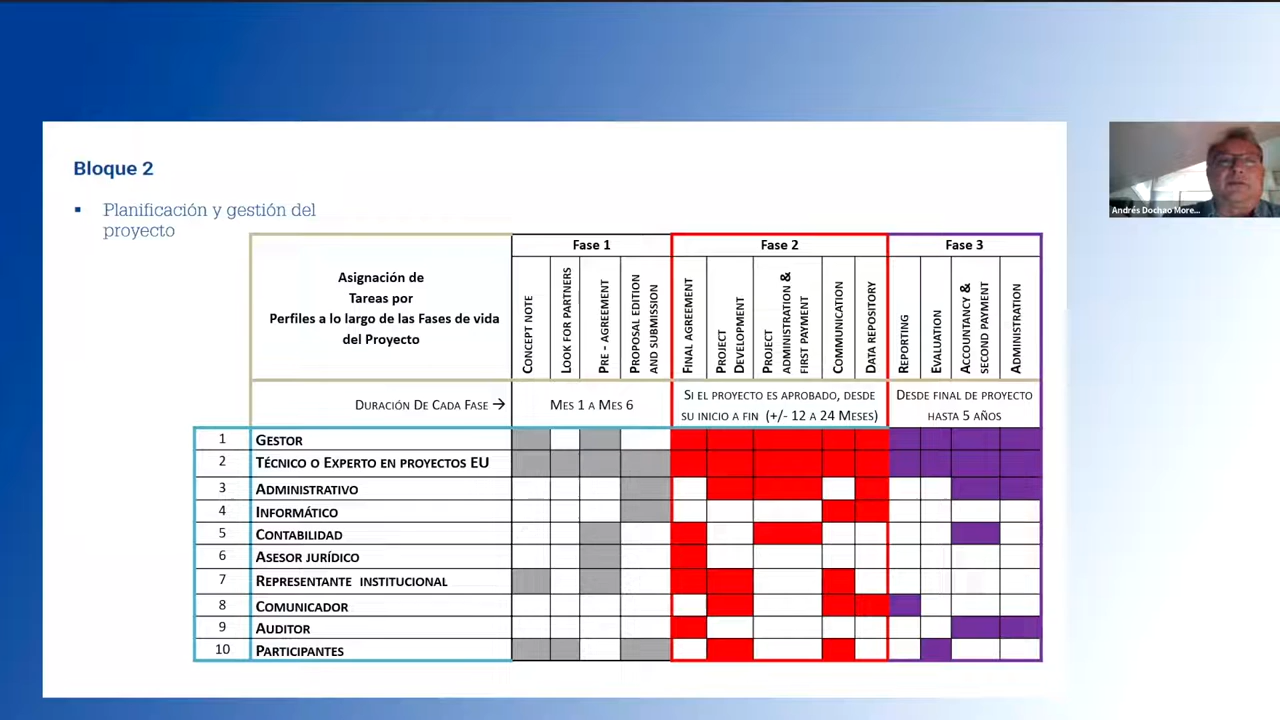 Bloque 2
▪ Planificación y gestión del
proyecto
Asignación de
Tareas por
Perfiles a lo largo de las Fases de vida
del Proyecto
Fase 1
Fase 2
Fase 3
CONCEPT NOTE
LOOK FOR PARTNERS
PRE - AGREEMENT
PROPOSAL EDITION
AND SUBMISSION
FINAL AGREEMENT
PROJECT
DEVELOPMENT
PROJECT
ADMINISTRATION &
FIRST PAYMENT
COMMUNICATION
DATA REPOSITORY
REPORTING
EVALUATION
ACCOUNTANCY &
SECOND PAYMENT
ADMINISTRATION
DURACIÓN DE CADA FASE →
MES 1 A MES 6
SI EL PROYECTO ES APROBADO, DESDE
SU INICIO A FIN (+/- 12 A 24 MESES)
DESDE FINAL DE PROYECTO
HASTA 5 AÑOS
1 GESTOR
2 TÉCNICO O EXPERTO EN PROYECTOS EU
3 ADMINISTRATIVO
4 INFORMÁTICO
5 CONTABILIDAD
6 ASESOR JURÍDICO
7 REPRESENTANTE INSTITUCIONAL
8 COMUNICADOR
9 AUDITOR
10 PARTICIPANTES
Andrés Dochao More...